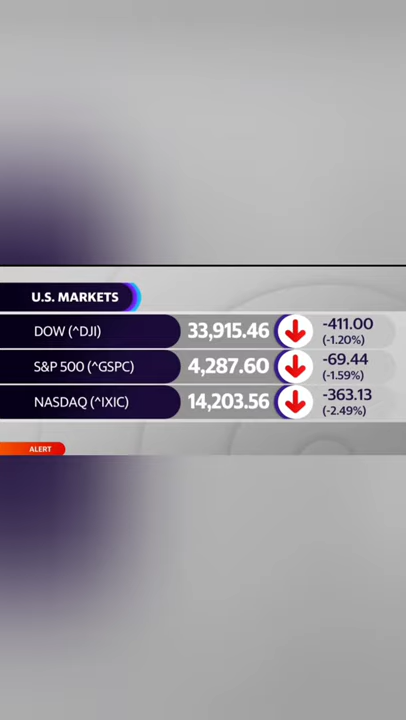 U.S. MARKETS
DOW (^DJI) 33,915.46 -411.00 (-1.20%)
S&P 500 (^GSPC) 4,287.60 -69.44 (-1.59%)
NASDAQ (^IXIC) 14,203.56 -363.13 (-2.49%)
ALERT